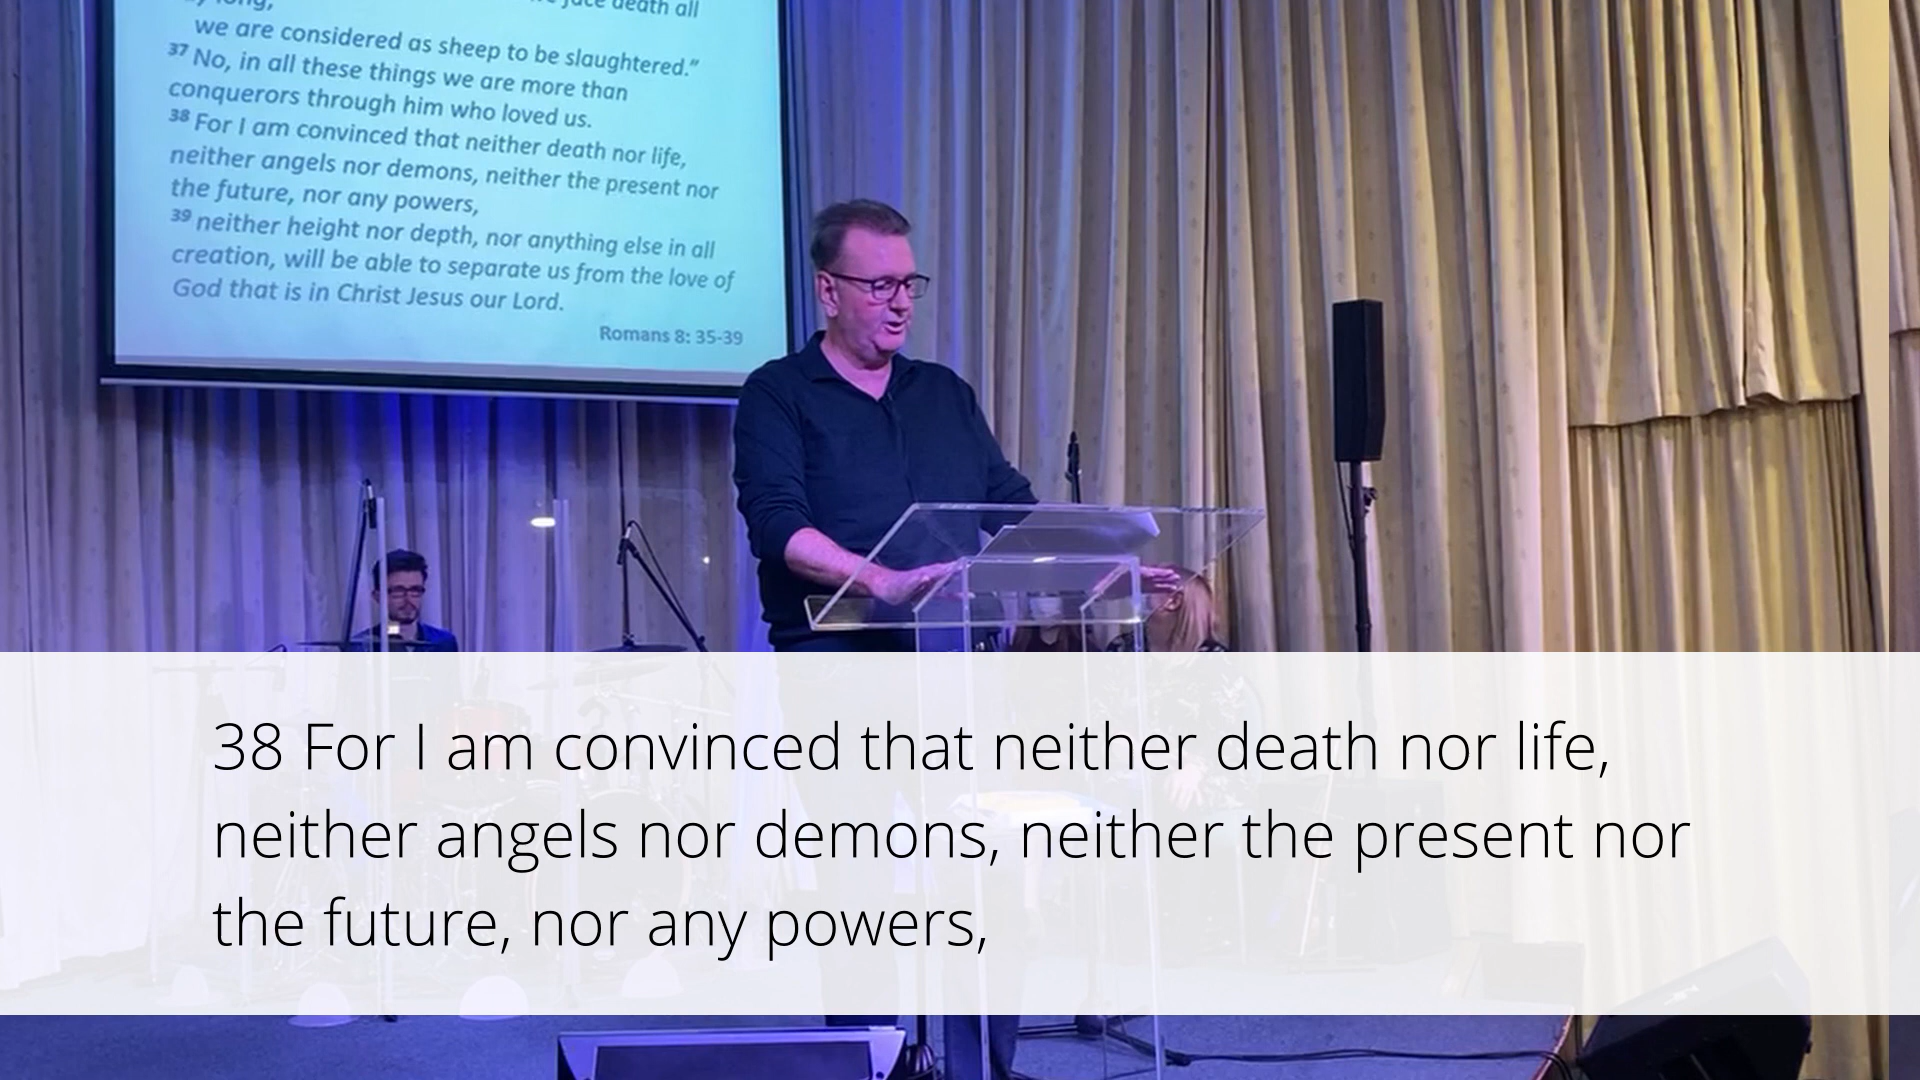 death all
long,
we are considered as sheep to be slaughtered.”
37 No, in all these things we are more than
conquerors through him who loved us.
38 For I am convinced that neither death nor life,
neither angels nor demons, neither the present nor
the future, nor any powers,
39 neither height nor depth, nor anything else in all
creation, will be able to separate us from the love of
God that is in Christ Jesus our Lord.
Romans 8: 35-39
38 For I am convinced that neither death nor life,
neither angels nor demons, neither the present nor
the future, nor any powers,